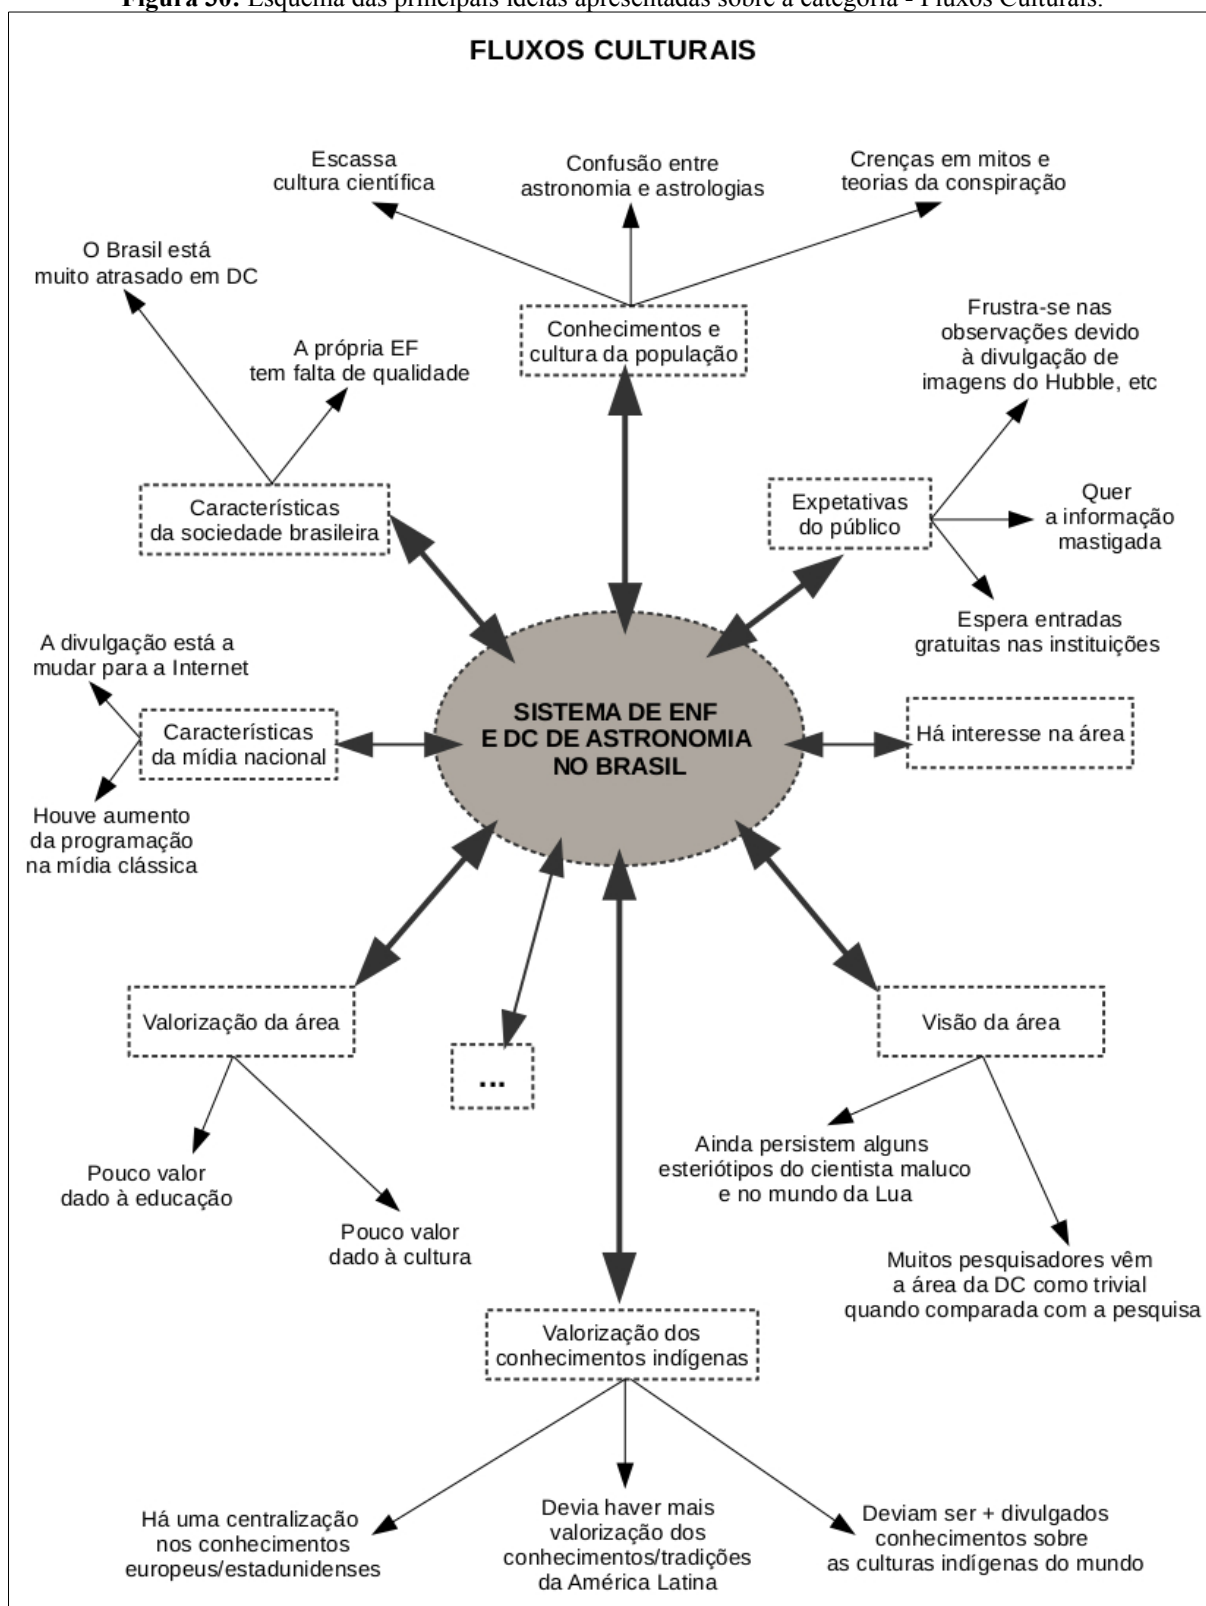 Figura 50: Esquema das principais ideias apresentadas sobre a categoria - Fluxos Culturais.
FLUXOS CULTURAIS
Escassa
cultura científica
Confusão entre
astronomia e astrologias
Crenças em mitos e
teorias da conspiração
O Brasil está
muito atrasado em DC
A própria EF
tem falta de qualidade
Conhecimentos e
cultura da população
Frustra-se nas
observações devido
à divulgação de
imagens do Hubble, etc
Características
da sociedade brasileira
Expetativas
do público
Quer
a informação
mastigada
Espera entradas
gratuitas nas instituições
A divulgação está a
mudar para a Internet
Características
da mídia nacional
SISTEMA DE ENF
E DC DE ASTRONOMIA
NO BRASIL
Há interesse na área
Houve aumento
da programação
na mídia clássica
Valorização da área
...
Visão da área
Pouco valor
dado à educação
Pouco valor
dado à cultura
Ainda persistem alguns
esteriótipos do cientista maluco
e no mundo da Lua
Muitos pesquisadores vêm
a área da DC como trivial
quando comparada com a pesquisa
Valorização dos
conhecimentos indígenas
Há uma centralização
nos conhecimentos
europeus/estadunidenses
Devia haver mais
valorização dos
conhecimentos/tradições
da América Latina
Deviam ser + divulgados
conhecimentos sobre
as culturas indígenas do mundo